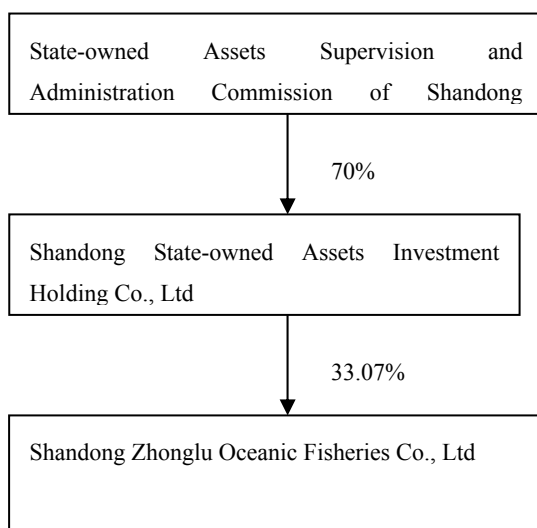 State-owned Assets Supervision and
Administration Commission of Shandong
70%
Shandong State-owned Assets Investment
Holding Co., Ltd
33.07%
Shandong Zhonglu Oceanic Fisheries Co., Ltd